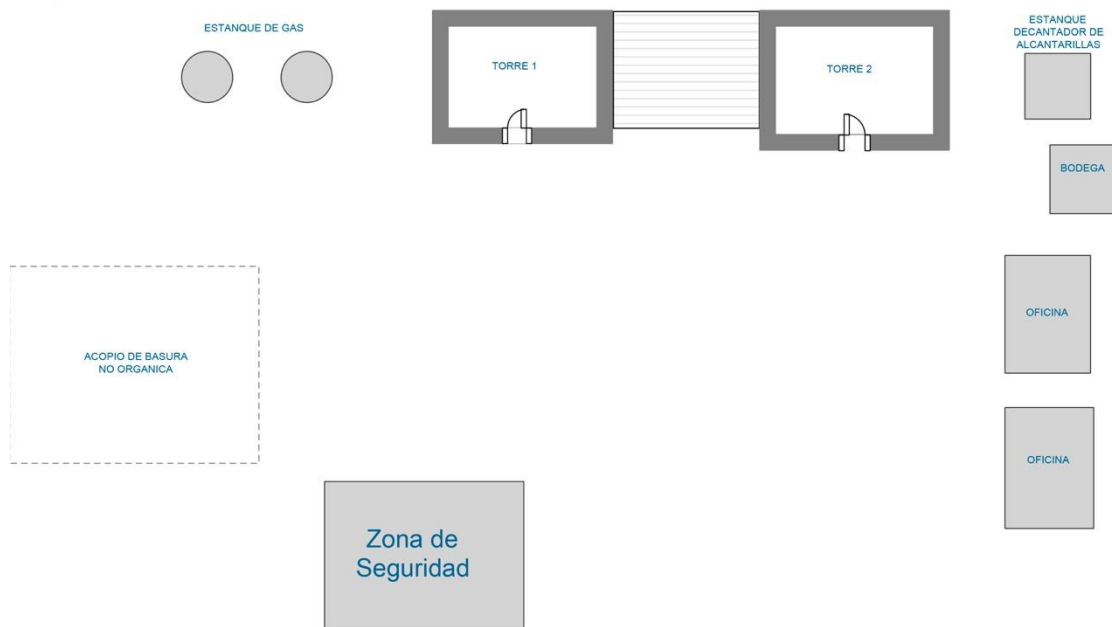 ESTANQUE DE GAS
TORRE 1
TORRE 2
ESTANQUE
DECANTADOR DE
ALCANTARILLAS
BODEGA
OFICINA
ACOPIO DE BASURA
NO ORGANICA
OFICINA
Zona de
Seguridad